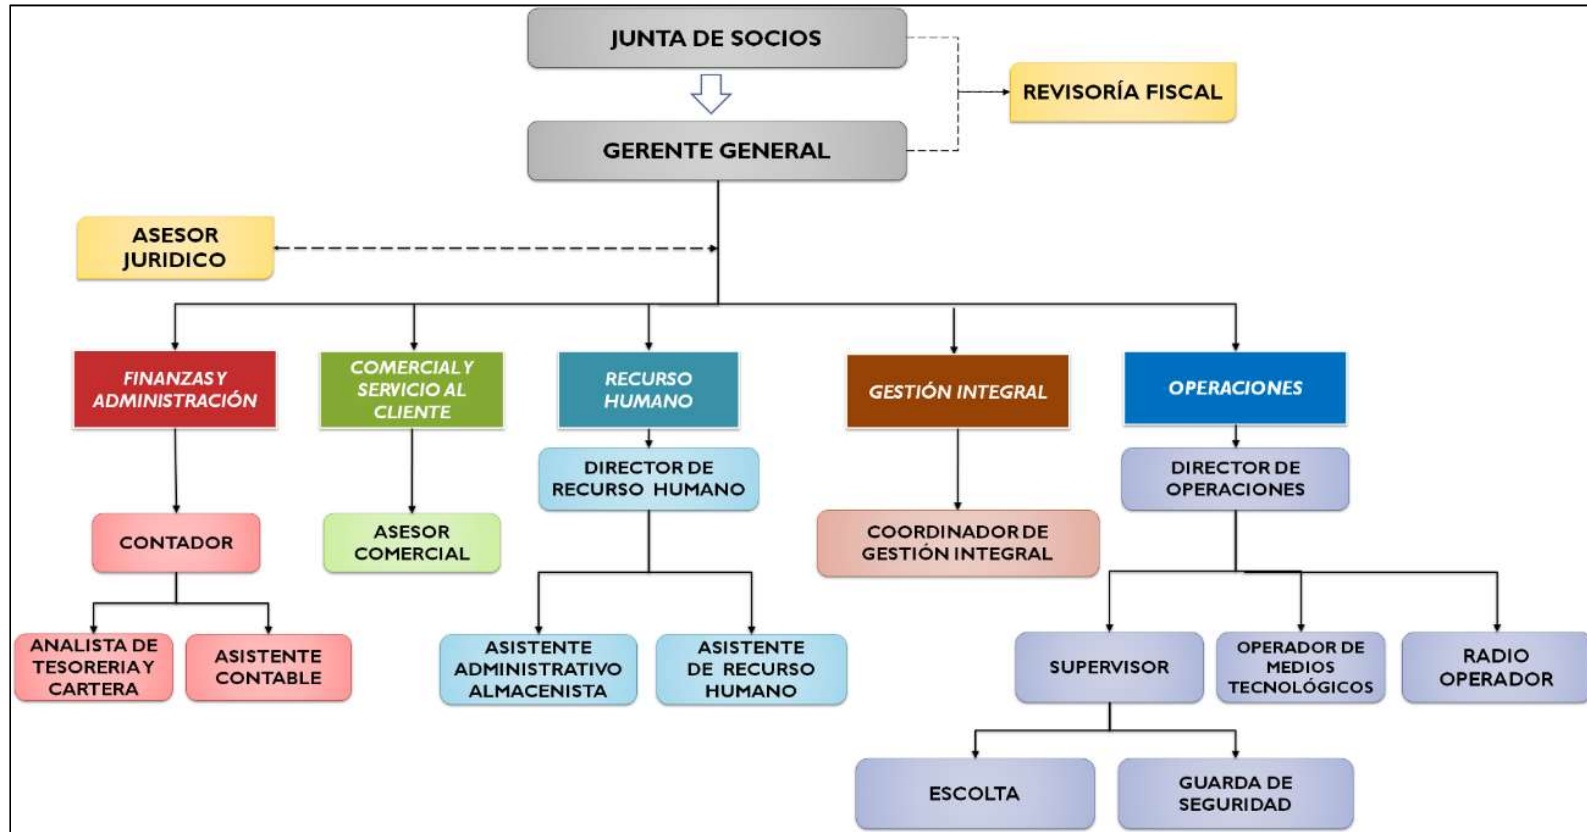 JUNTA DE SOCIOS
REVISORÍA FISCAL
GERENTE GENERAL
ASESOR
JURIDICO
FINANZAS Y
ADMINISTRACIÓN
COMERCIAL Y
SERVICIO AL
CLIENTE
RECURSO
HUMANO
GESTIÓN INTEGRAL
OPERACIONES
DIRECTOR DE
RECURSO HUMANO
DIRECTOR DE
OPERACIONES
CONTADOR
ASESOR
COMERCIAL
COORDINADOR DE
GESTIÓN INTEGRAL
ANALISTA DE
TESORERIA Y
CARTERA
ASISTENTE
CONTABLE
ASISTENTE
ADMINISTRATIVO
ALMACENISTA
ASISTENTE
DE RECURSO
HUMANO
SUPERVISOR
OPERADOR DE
MEDIOS
TECNOLÓGICOS
RADIO
OPERADOR
ESCOLTA
GUARDA DE
SEGURIDAD